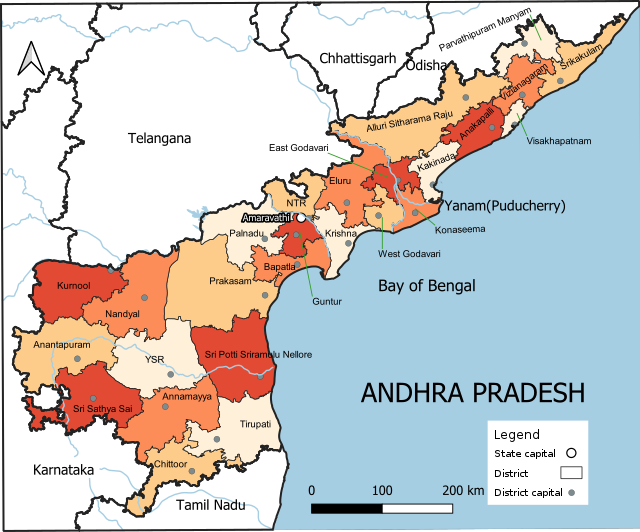 Parvathipuram Manyam
Chhattisgarh
Odisha
Srikakulam
Vizianagaram
Alluri Sitharama Raju
Anakapalli
Telangana
Visakhapatnam
East Godavari
Kakinada
Eluru
NTR
Yanam(Puducherry)
Amaravathi
Palnadu
Krishna
Konaseema
West Godavari
Bapatla
Prakasam
Guntur
Bay of Bengal
Kurnool
Nandyal
Anantapuram
YSR
Sri Potti Sriramulu Nellore
ANDHRA PRADESH
Annamayya
Sri Sathya Sai
Tirupati
Legend
State capital
District
District capital
Chittoor
Karnataka
Tamil Nadu
0 100 200 km